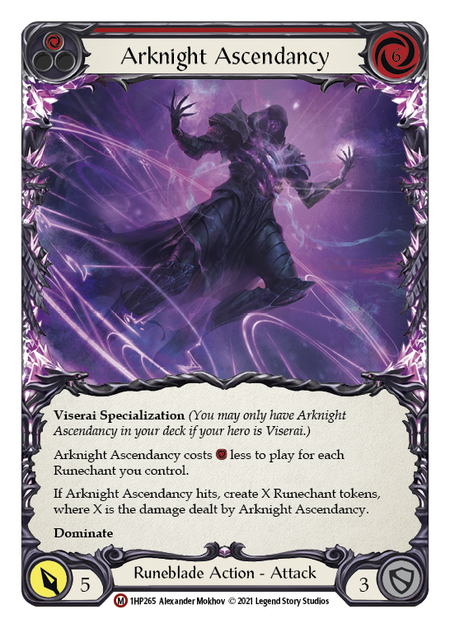 Arknight Ascendancy
6
Viserai Specialization (You may only have Arknight
Ascendancy in your deck if your hero is Viserai.)
Arknight Ascendancy costs less to play for each
Runechant you control.
If Arknight Ascendancy hits, create X Runechant tokens,
where X is the damage dealt by Arknight Ascendancy.
Dominate
5
Runeblade Action - Attack
3
M 1HP265 Alexander Mokhov © 2021 Legend Story Studios